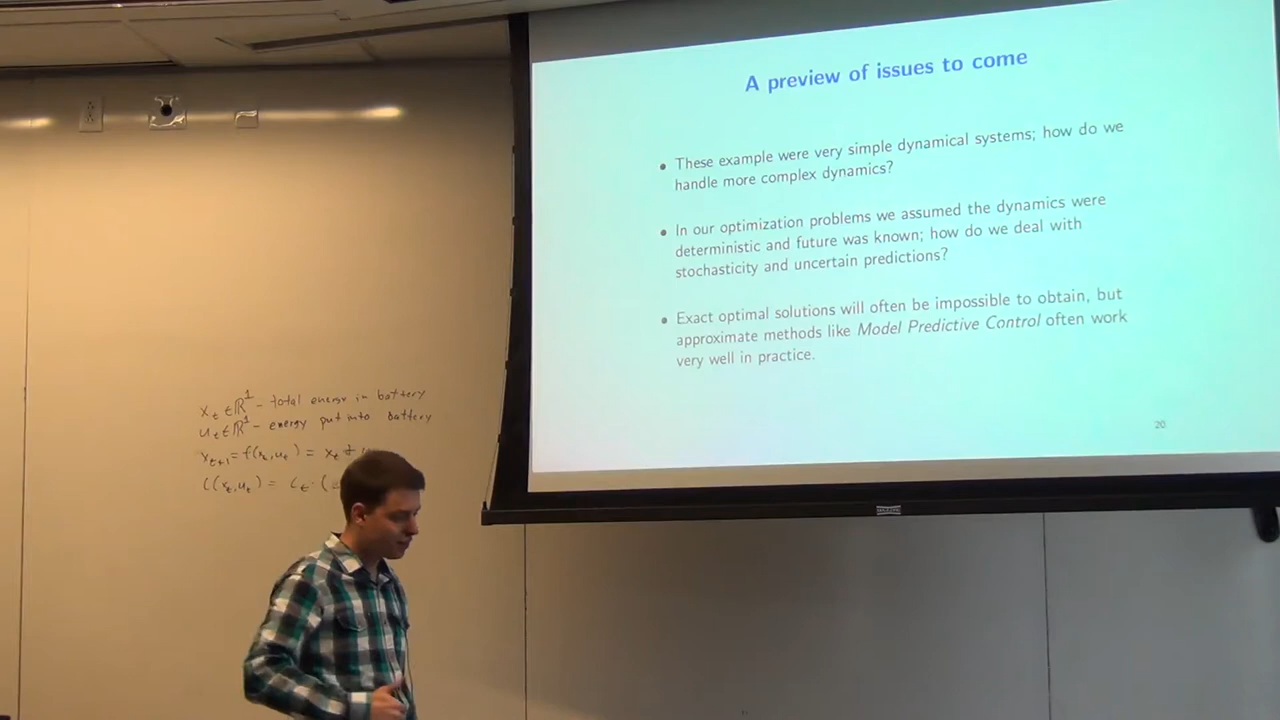 A preview of issues to come
• These example were very simple dynamical systems; how do we
handle more complex dynamics?
• In our optimization problems we assumed the dynamics were
deterministic and future was known; how do we deal with
stochasticity and uncertain predictions?
• Exact optimal solutions will often be impossible to obtain, but
approximate methods like Model Predictive Control often work
very well in practice.
20
x_t ∈ ℝ¹ - total energy in battery
u_t ∈ ℝ¹ - energy put into battery
x_{t+1} = f(x_t, u_t) = x_t +
C(x_t, u_t) = C_t · (